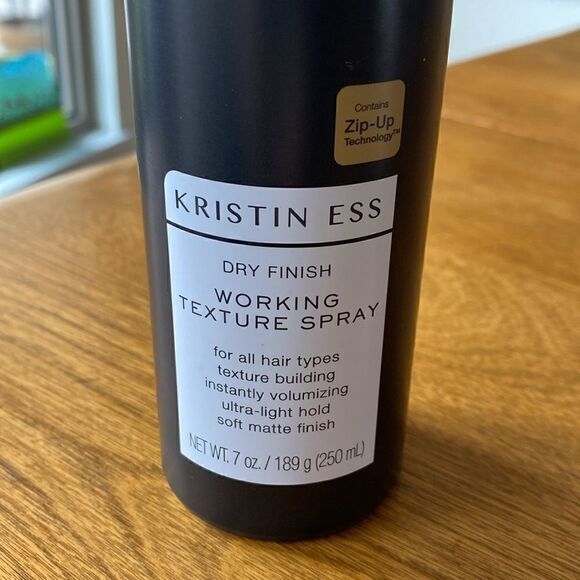 Contains
Zip-Up
Technology™
KRISTIN ESS
DRY FINISH
WORKING
TEXTURE SPRAY
for all hair types
texture building
instantly volumizing
ultra-light hold
soft matte finish
NET WT. 7 oz. / 189 g (250 mL)